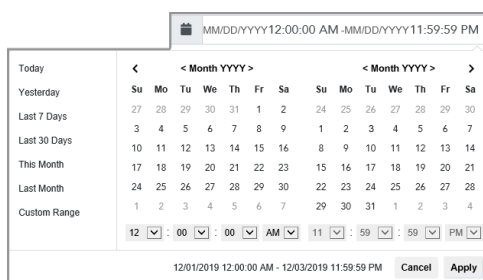 MM/DD/YYYY12:00:00 AM -MM/DD/YYYY11:59:59 PM
Today
Yesterday
Last 7 Days
Last 30 Days
This Month
Last Month
Custom Range
< Month YYYY >
Su Mo Tu We Th Fr Sa
27 28 29 30 31 1 2
3 4 5 6 7 8 9
10 11 12 13 14 15 16
17 18 19 20 21 22 23
24 25 26 27 28 29 30
1 2 3 4 5 6 7
12 : 00 : 00 AM
< Month YYYY >
Su Mo Tu We Th Fr Sa
24 25 26 27 28 29 30
1 2 3 4 5 6 7
8 9 10 11 12 13 14
15 16 17 18 19 20 21
22 23 24 25 26 27 28
29 30 31 1 2 3 4
11 : 59 : 59 PM
12/01/2019 12:00:00 AM - 12/03/2019 11:59:59 PM Cancel Apply